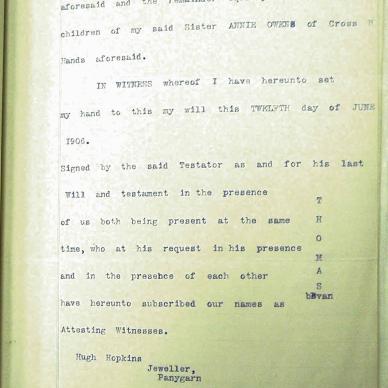 aforesaid and the
children of my said Sister ANNIE OWENS of Cross H
Hands aforesaid.
IN WITNESS whereof I have hereunto set
my hand to this my will this TWELFTH day of JUNE
1906.
Signed by the said Testator as and for his last
Will and testament in the presence
of us both being present at the same
time, who at his request in his presence
and in the presehce of each other
have hereunto subscribed our names as
Attesting Witnesses.
T
H
O
M
A
S
Bevan
Hugh Hopkins
Jeweller,
Panygarn